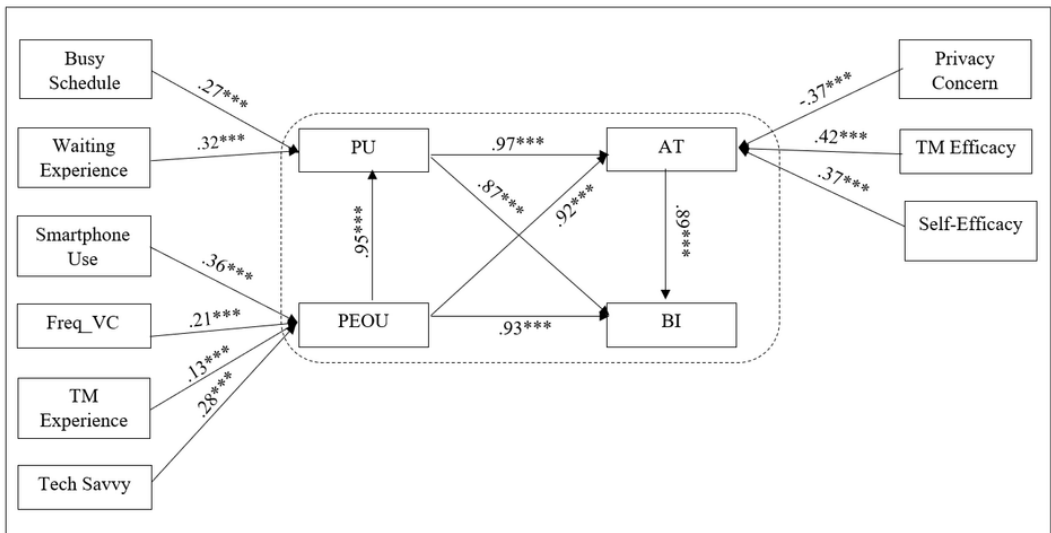 Busy
Schedule
.27***
Waiting
Experience
.32***
Smartphone
Use
.36***
Freq_VC
.21***
TM
Experience
.13***
Tech Savvy
.28***
PU
.97***
AT
.87***
.92***
.95***
.89***
PEOU
.93***
BI
Privacy
Concern
-.37***
TM Efficacy
.42***
Self-Efficacy
.37***